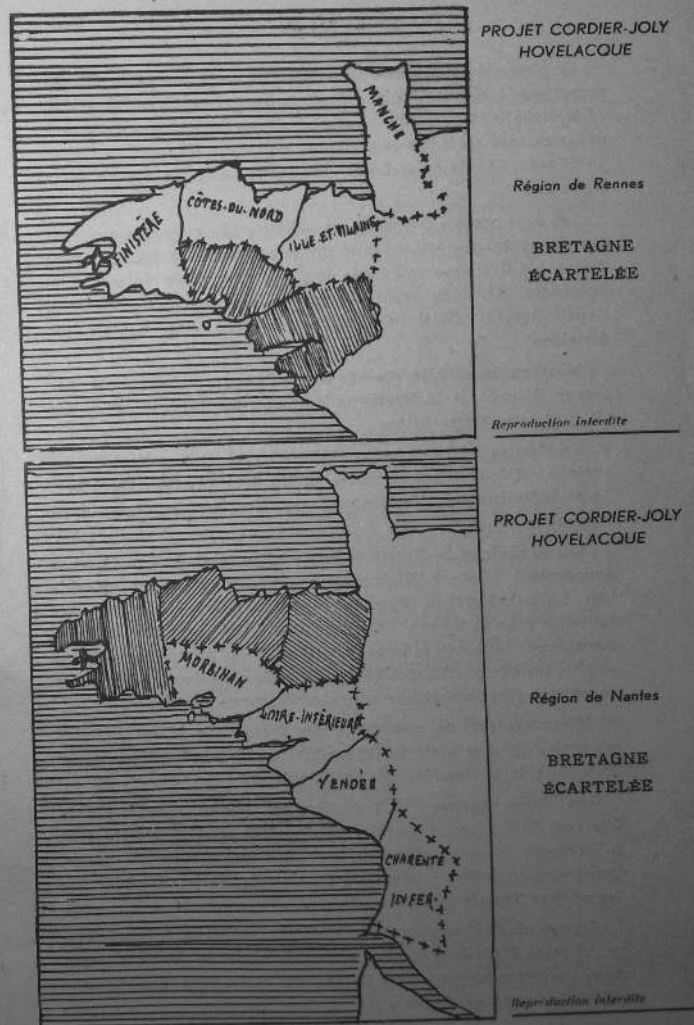 PROJET CORDIER-JOLY
HOVELACQUE
MANCHE
Région de Rennes
CÔTES-DU-NORD
ILLE-ET-VILAINE
FINISTÈRE
BRETAGNE
ÉCARTELÉE
Reproduction interdite
PROJET CORDIER-JOLY
HOVELACQUE
MORBIHAN
Région de Nantes
LOIRE-INFÉRIEURE
BRETAGNE
ÉCARTELÉE
VENDÉE
CHARENTE
INFER-
Reproduction interdite